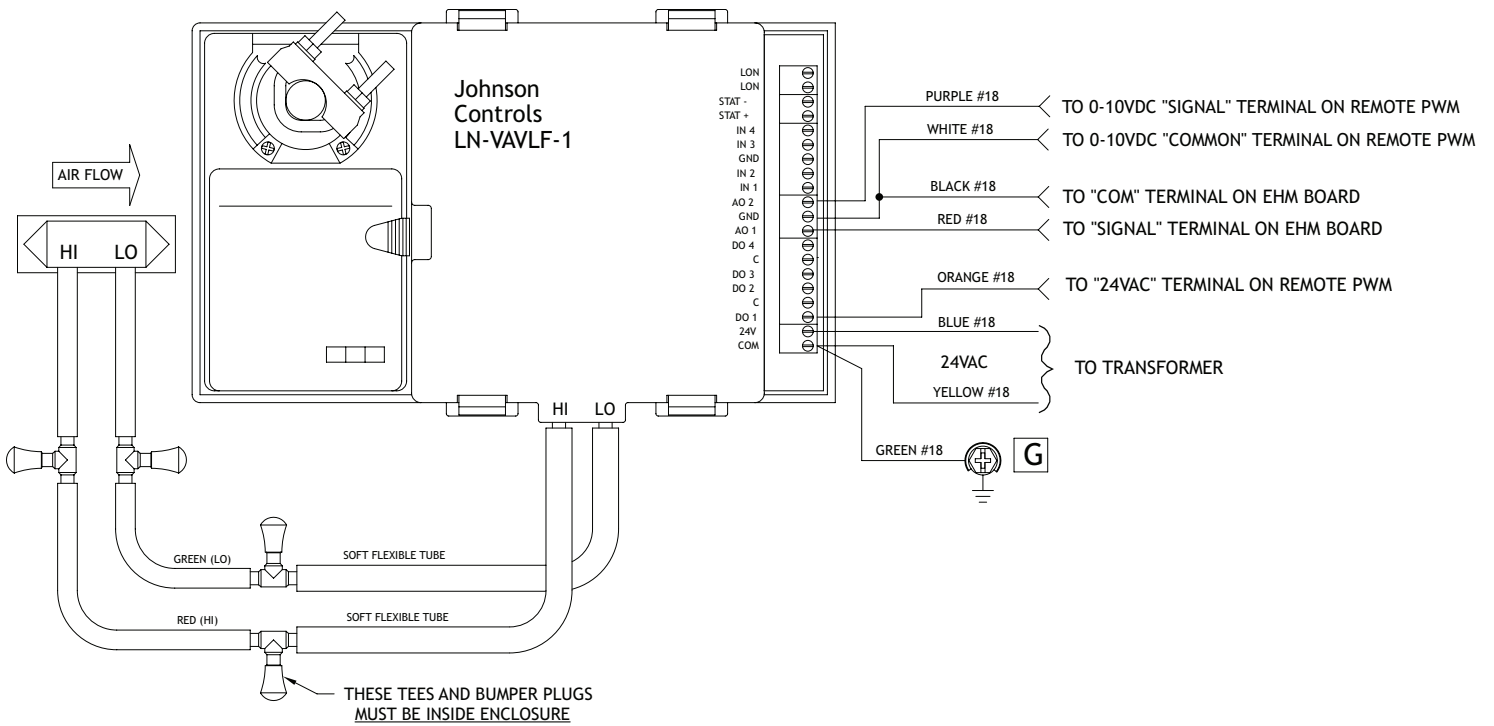 Johnson
Controls
LN-VAVLF-1
AIR FLOW
HI LO
LON
LON
STAT -
STAT +
IN 4
IN 3
GND
IN 2
IN 1
AO 2
GND
AO 1
DO 4
C
DO 3
DO 2
C
DO 1
24V
COM
PURPLE #18
TO 0-10VDC "SIGNAL" TERMINAL ON REMOTE PWM
WHITE #18
TO 0-10VDC "COMMON" TERMINAL ON REMOTE PWM
BLACK #18
TO "COM" TERMINAL ON EHM BOARD
RED #18
TO "SIGNAL" TERMINAL ON EHM BOARD
ORANGE #18
TO "24VAC" TERMINAL ON REMOTE PWM
BLUE #18
24VAC
TO TRANSFORMER
YELLOW #18
GREEN #18
G
HI LO
GREEN (LO)
SOFT FLEXIBLE TUBE
RED (HI)
SOFT FLEXIBLE TUBE
THESE TEES AND BUMPER PLUGS
MUST BE INSIDE ENCLOSURE